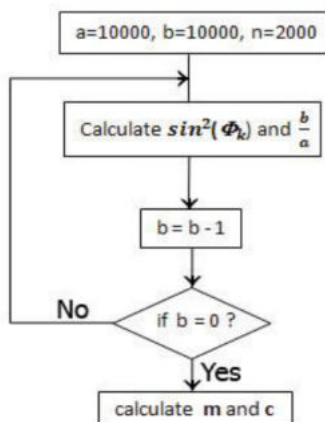 a=10000, b=10000, n=2000
Calculate sin²(Φₖ) and b/a
b = b - 1
No
if b = 0 ?
Yes
calculate m and c